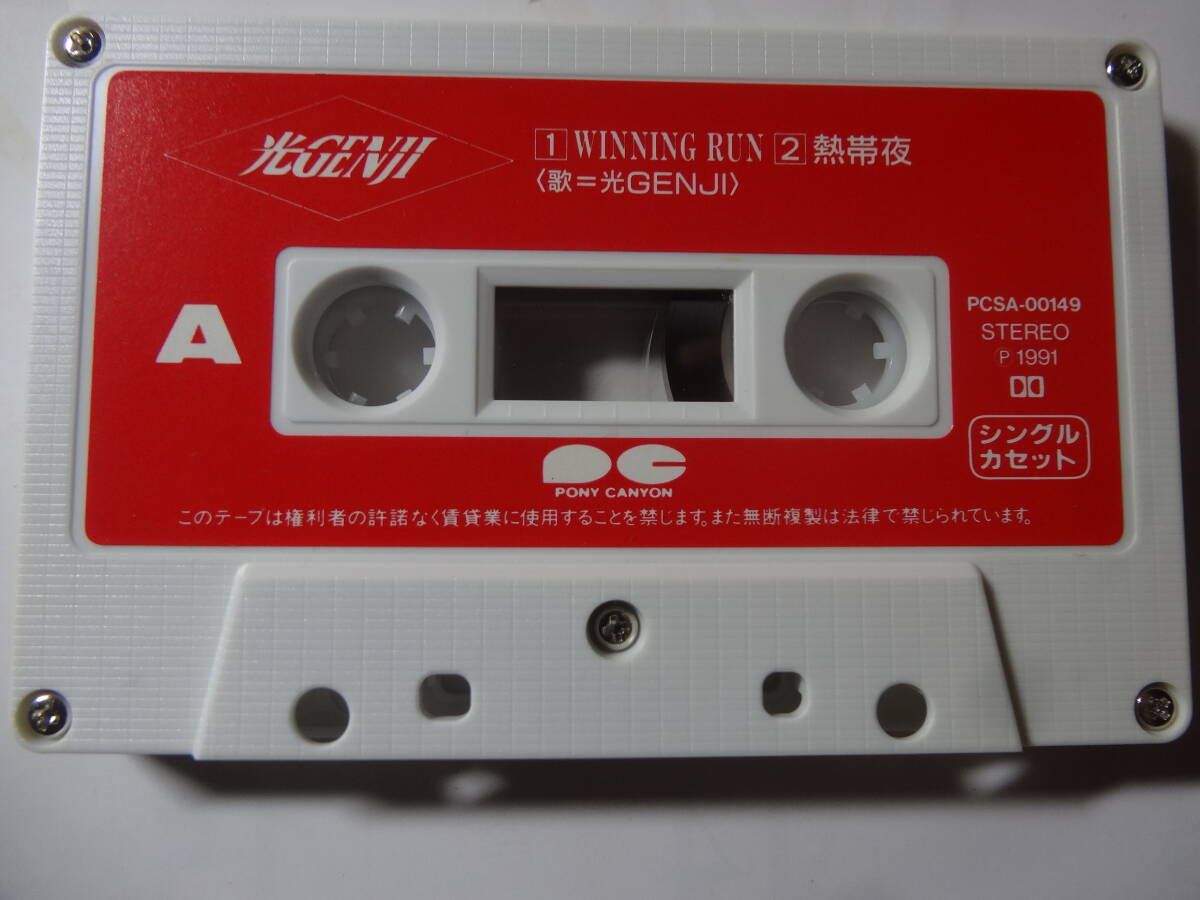 光GENJI
1 WINNING RUN 2 熱帯夜
〈歌=光GENJI〉
A
PCSA-00149
STEREO
Ⓟ 1991
シングル
カセット
PC
PONY CANYON
このテープは権利者の許諾なく賃貸業に使用することを禁じます。また無断複製は法律で禁じられています。